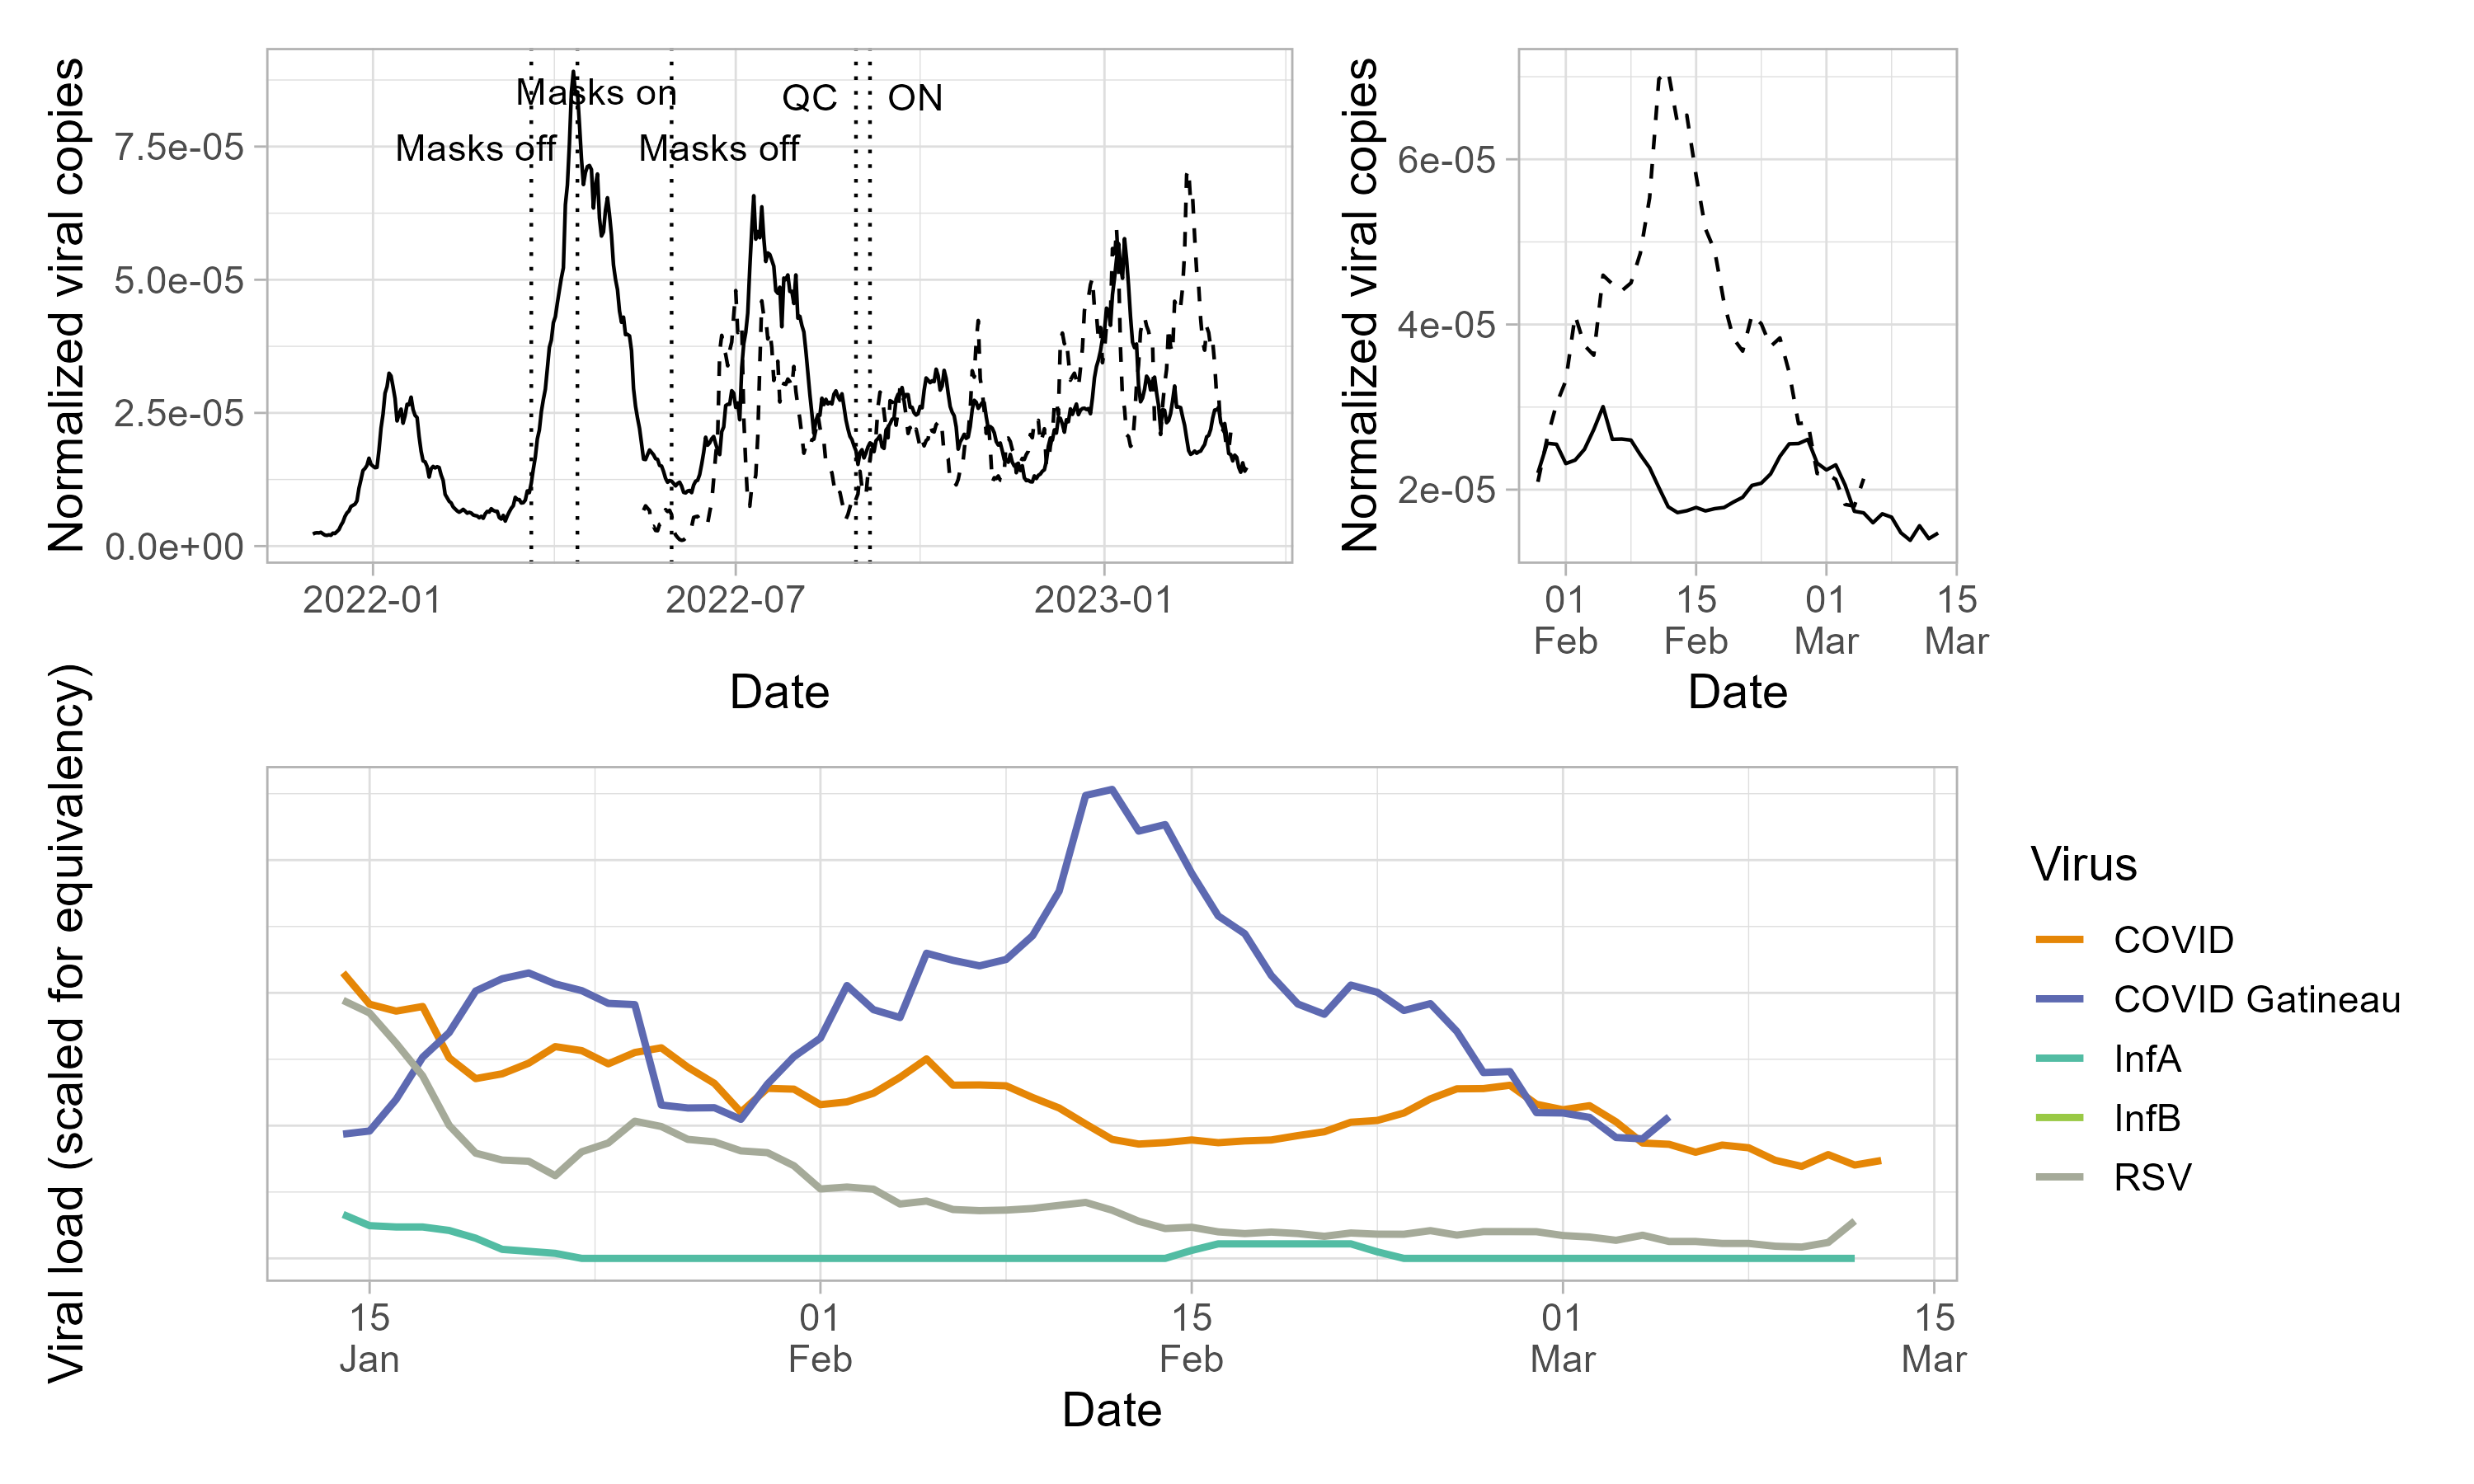 Normalized viral copies
7.5e-05
5.0e-05
2.5e-05
0.0e+00
Masks on
QC
ON
Masks off
Masks off
2022-01
2022-07
2023-01
Date
Normalized viral copies
6e-05
4e-05
2e-05
01
Feb
15
Feb
01
Mar
15
Mar
Date
Viral load (scaled for equivalency)
15
Jan
01
Feb
15
Feb
01
Mar
15
Mar
Date
Virus
COVID
COVID Gatineau
InfA
InfB
RSV